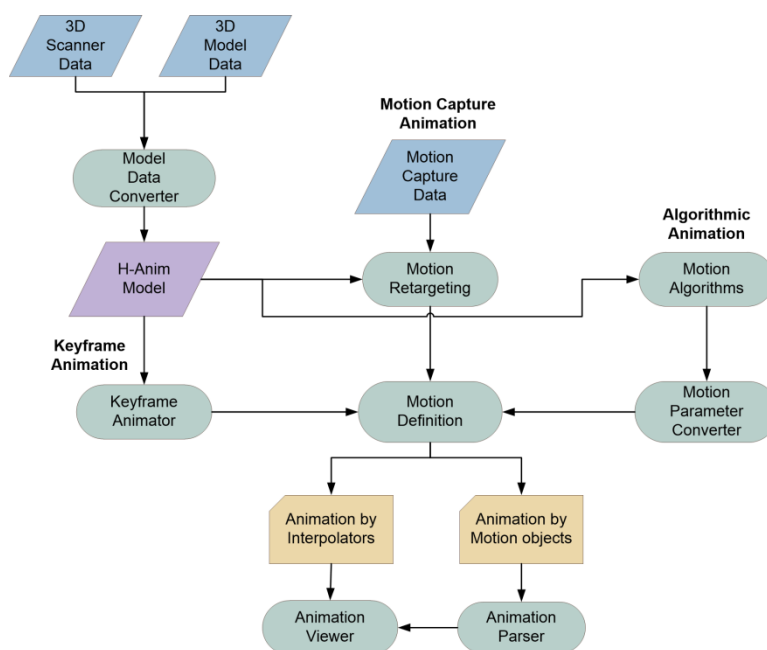 3D
Scanner
Data
3D
Model
Data
Model
Data
Converter
Motion Capture
Animation
Motion
Capture
Data
Algorithmic
Animation
H-Anim
Model
Motion
Retargeting
Motion
Algorithms
Keyframe
Animation
Keyframe
Animator
Motion
Definition
Motion
Parameter
Converter
Animation by
Interpolators
Animation by
Motion objects
Animation
Viewer
Animation
Parser